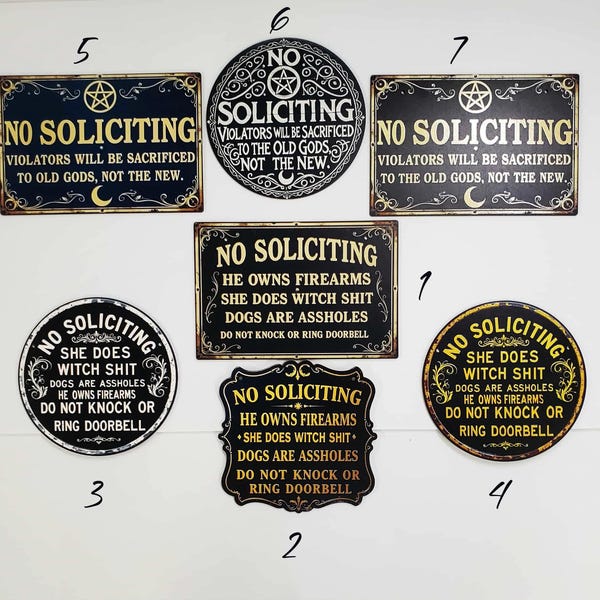 5
6
7
NO SOLICITING
VIOLATORS WILL BE SACRIFICED
TO OLD GODS, NOT THE NEW.
NO
SOLICITING
VIOLATORS WILL BE SACRIFICED
TO THE OLD GODS,
NOT THE NEW.
NO SOLICITING
VIOLATORS WILL BE SACRIFICED
TO OLD GODS, NOT THE NEW.
NO SOLICITING
HE OWNS FIREARMS
SHE DOES WITCH SHIT
DOGS ARE ASSHOLES
DO NOT KNOCK OR RING DOORBELL
1
NO SOLICITING
SHE DOES
WITCH SHIT
DOGS ARE ASSHOLES
HE OWNS FIREARMS
DO NOT KNOCK OR
RING DOORBELL
3
NO SOLICITING
HE OWNS FIREARMS
SHE DOES WITCH SHIT
DOGS ARE ASSHOLES
DO NOT KNOCK OR
RING DOORBELL
2
NO SOLICITING
SHE DOES
WITCH SHIT
DOGS ARE ASSHOLES
HE OWNS FIREARMS
DO NOT KNOCK OR
RING DOORBELL
4